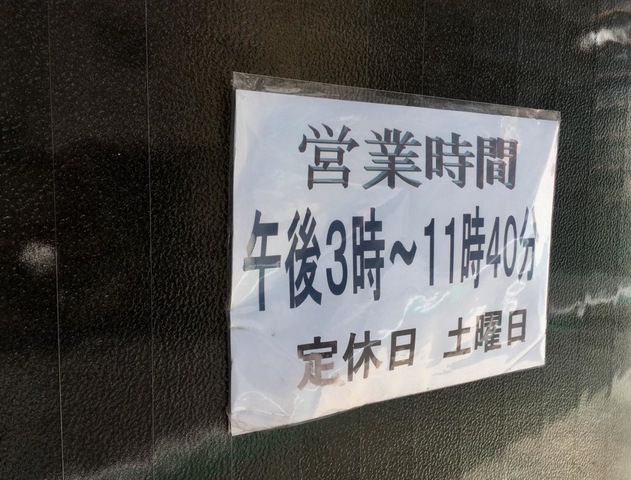 営業時間
午後3時～11時40分
定休日 土曜日